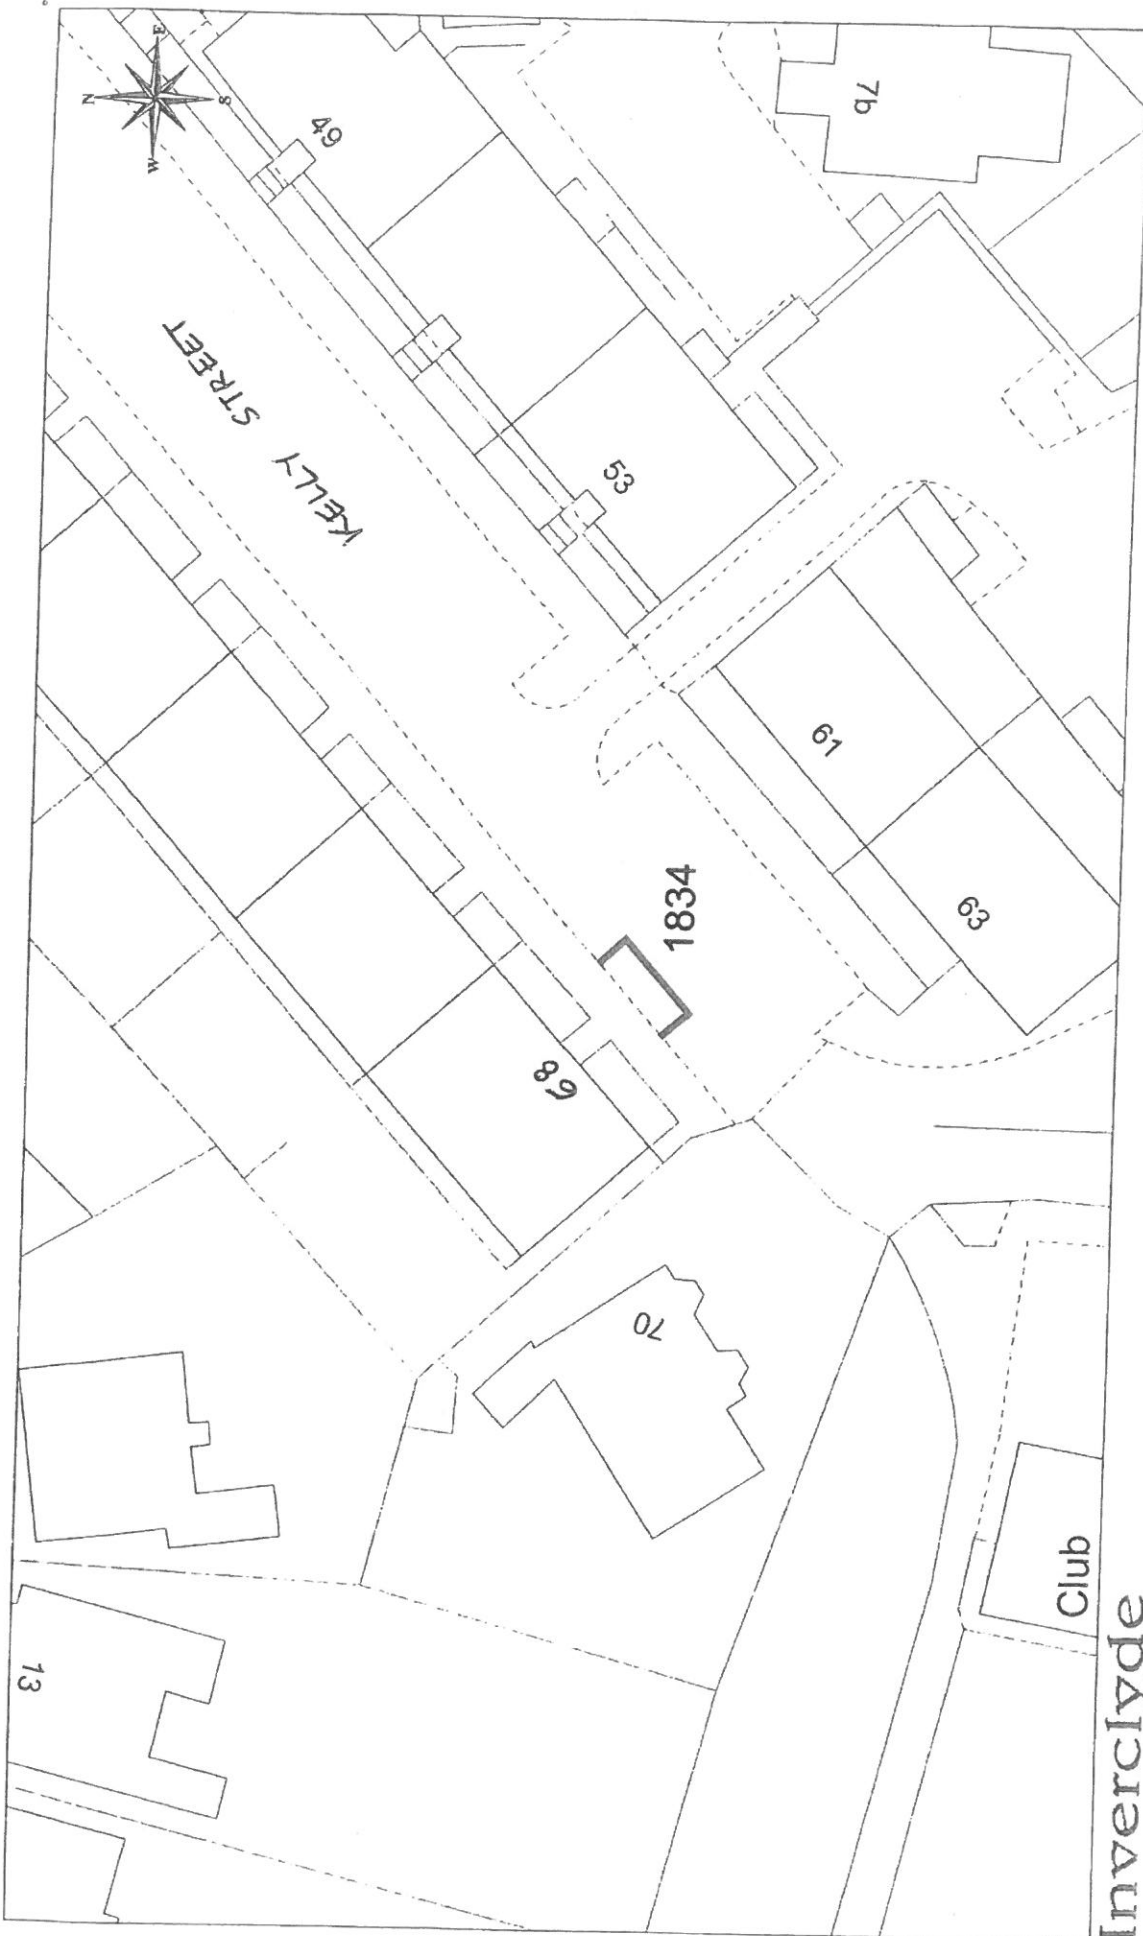 N
E
S
W
49
7b
KELLY STREET
53
61
1834
63
68
70
Club
13
Inverclyde